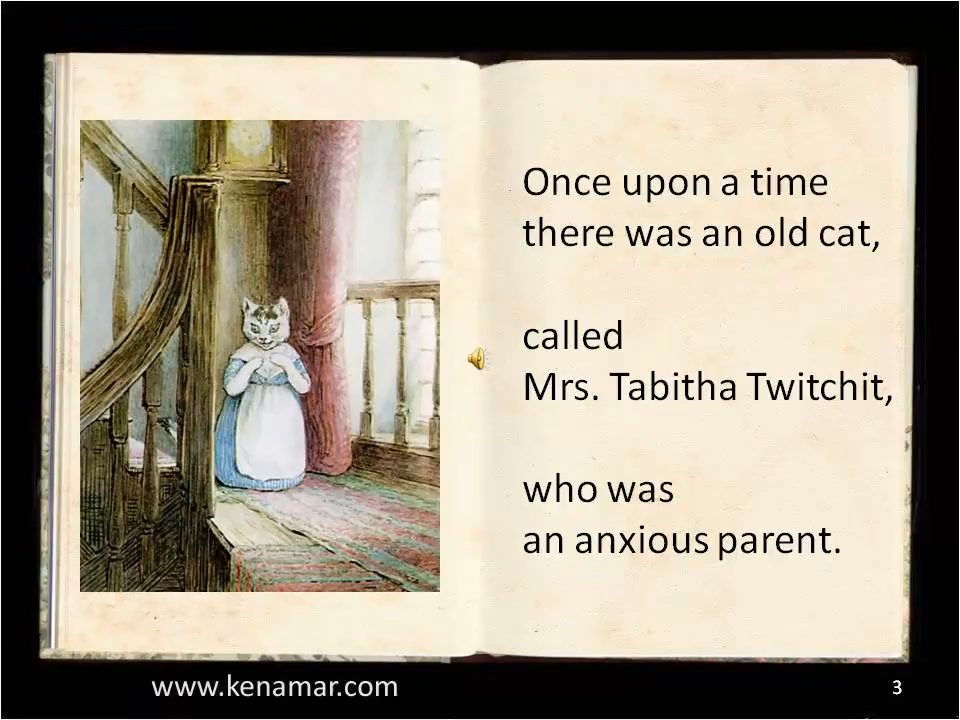 Once upon a time
there was an old cat,
called
Mrs. Tabitha Twitchit,
who was
an anxious parent.
www.kenamar.com
3